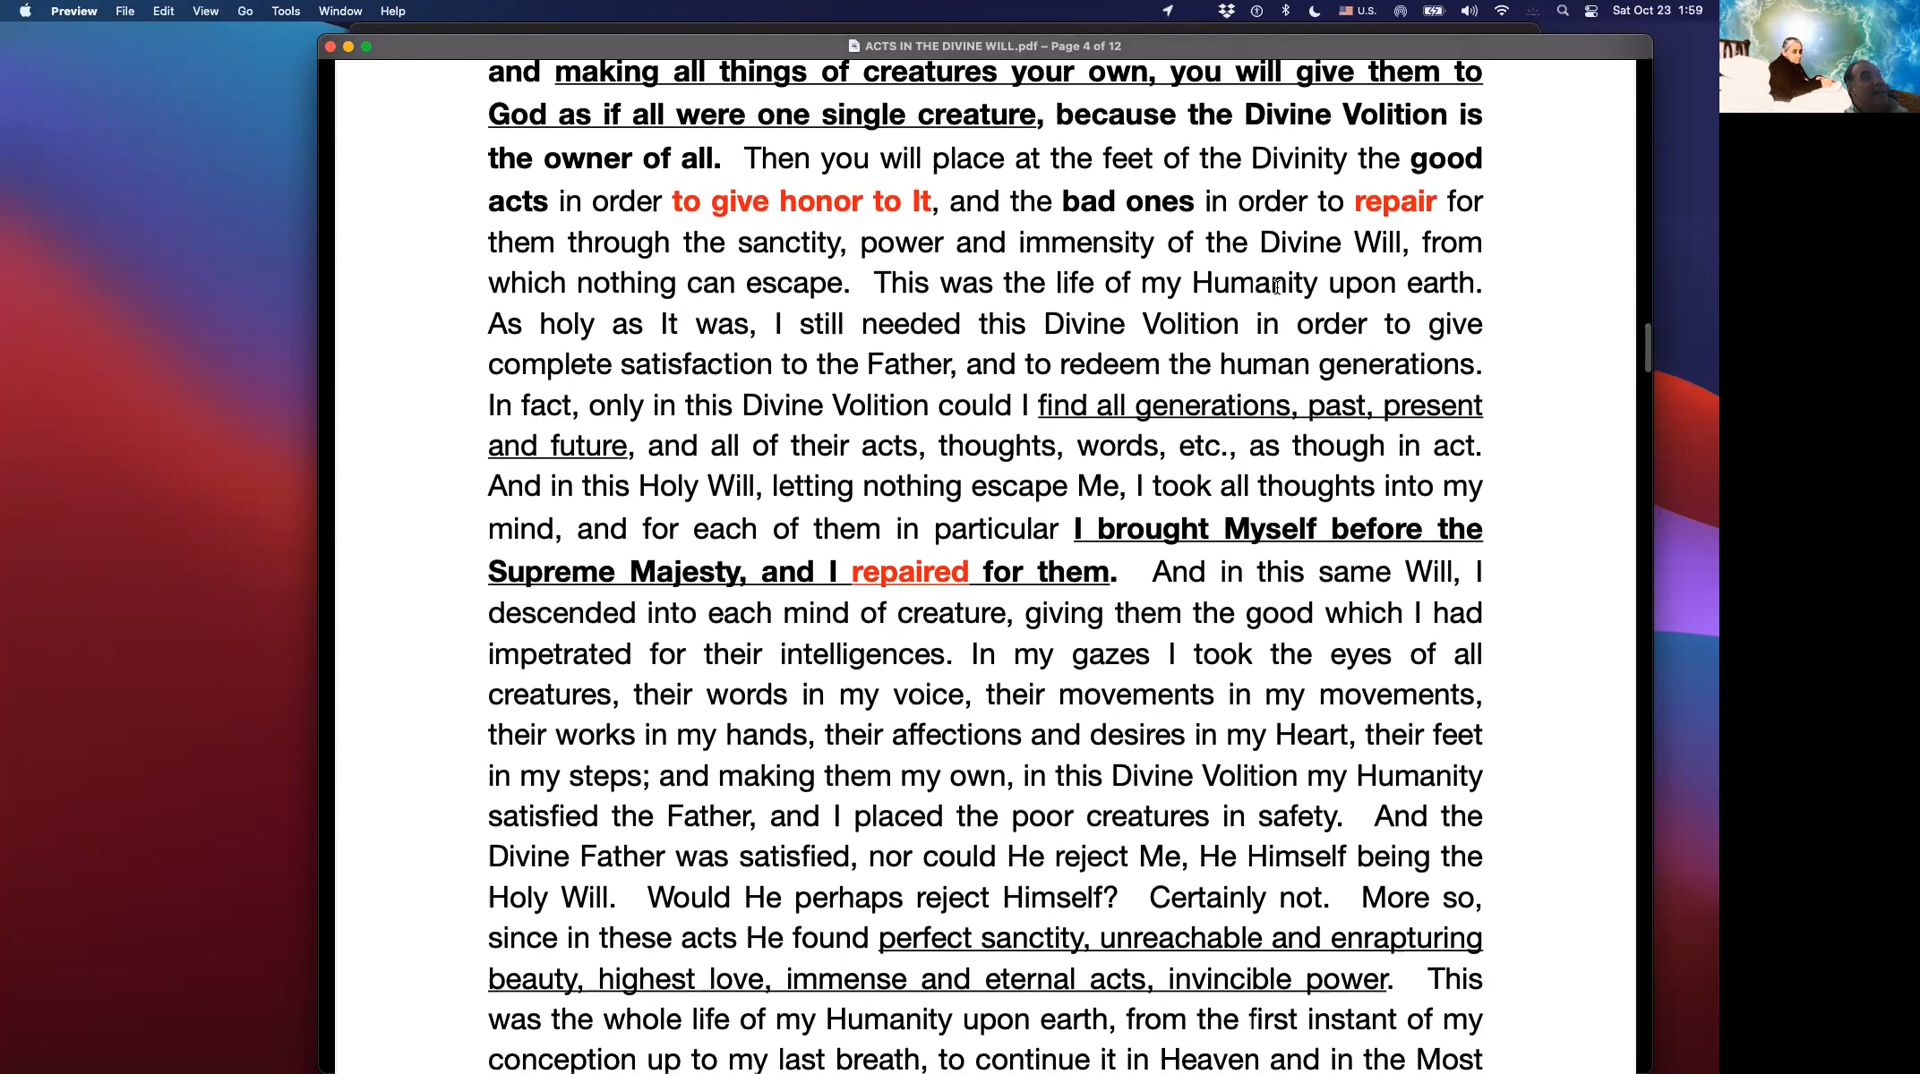 Preview File Edit View Go Tools Window Help U.S. Sat Oct 23 1:59
ACTS IN THE DIVINE WILL.pdf – Page 4 of 12
and making all things of creatures your own, you will give them to
God as if all were one single creature, because the Divine Volition is
the owner of all. Then you will place at the feet of the Divinity the good
acts in order to give honor to It, and the bad ones in order to repair for
them through the sanctity, power and immensity of the Divine Will, from
which nothing can escape. This was the life of my Humanity upon earth.
As holy as It was, I still needed this Divine Volition in order to give
complete satisfaction to the Father, and to redeem the human generations.
In fact, only in this Divine Volition could I find all generations, past, present
and future, and all of their acts, thoughts, words, etc., as though in act.
And in this Holy Will, letting nothing escape Me, I took all thoughts into my
mind, and for each of them in particular I brought Myself before the
Supreme Majesty, and I repaired for them. And in this same Will, I
descended into each mind of creature, giving them the good which I had
impetrated for their intelligences. In my gazes I took the eyes of all
creatures, their words in my voice, their movements in my movements,
their works in my hands, their affections and desires in my Heart, their feet
in my steps; and making them my own, in this Divine Volition my Humanity
satisfied the Father, and I placed the poor creatures in safety. And the
Divine Father was satisfied, nor could He reject Me, He Himself being the
Holy Will. Would He perhaps reject Himself? Certainly not. More so,
since in these acts He found perfect sanctity, unreachable and enrapturing
beauty, highest love, immense and eternal acts, invincible power. This
was the whole life of my Humanity upon earth, from the first instant of my
conception up to my last breath, to continue it in Heaven and in the Most